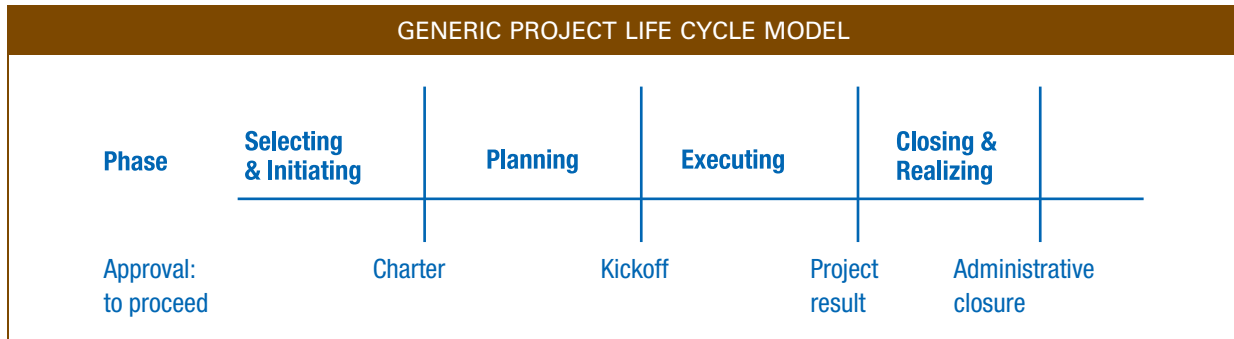 GENERIC PROJECT LIFE CYCLE MODEL
Phase
Selecting
& Initiating
Planning
Executing
Closing &
Realizing
Approval:
to proceed
Charter
Kickoff
Project
result
Administrative
closure